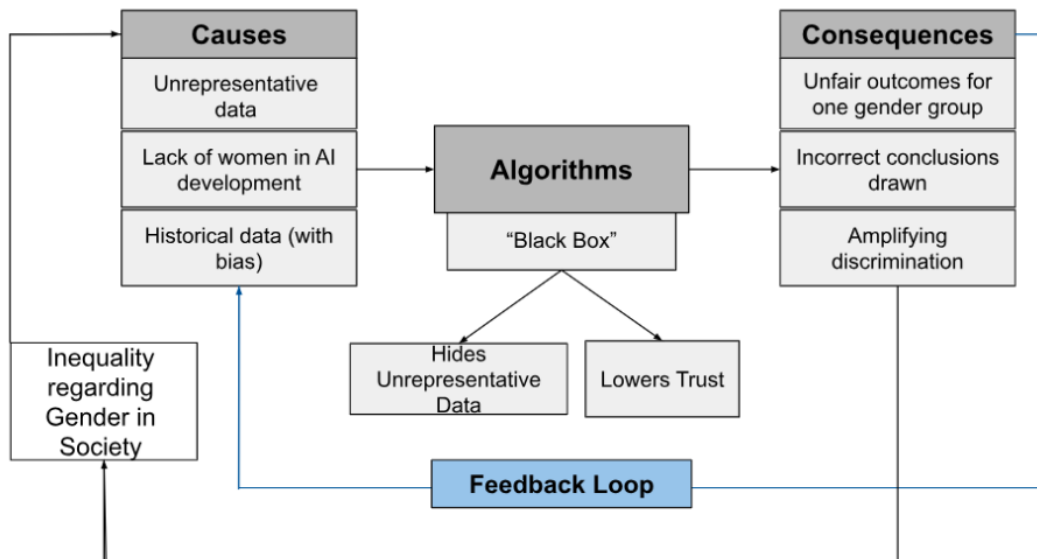 Causes
Unrepresentative
data
Lack of women in AI
development
Historical data (with
bias)
Algorithms
“Black Box”
Hides
Unrepresentative
Data
Lowers Trust
Consequences
Unfair outcomes for
one gender group
Incorrect conclusions
drawn
Amplifying
discrimination
Inequality
regarding
Gender in
Society
Feedback Loop